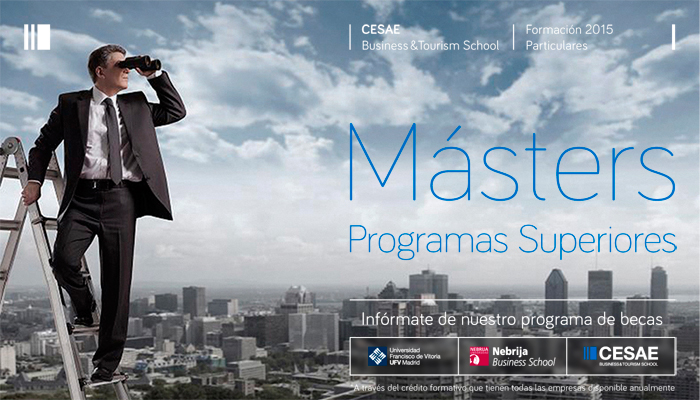 CESAE
Business &Tourism School
Formación 2015
Particulares
Másters
Programas Superiores
Infórmate de nuestro programa de becas
Universidad
Francisco de Vitoria
UFV Madrid
NEBRIJA
Nebrija
Business School
CESAE
BUSINESS&TOURISM SCHOOL
A través del crédito formativo que tienen todas las empresas disponible anualmente